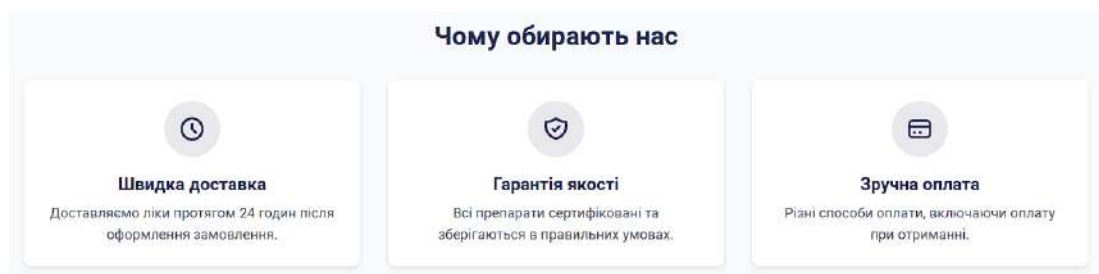 Чому обирають нас
Швидка доставка
Доставляємо ліки протягом 24 годин після
оформлення замовлення.
Гарантія якості
Всі препарати сертифіковані та
зберігаються в правильних умовах.
Зручна оплата
Різні способи оплати, включаючи оплату
при отриманні.